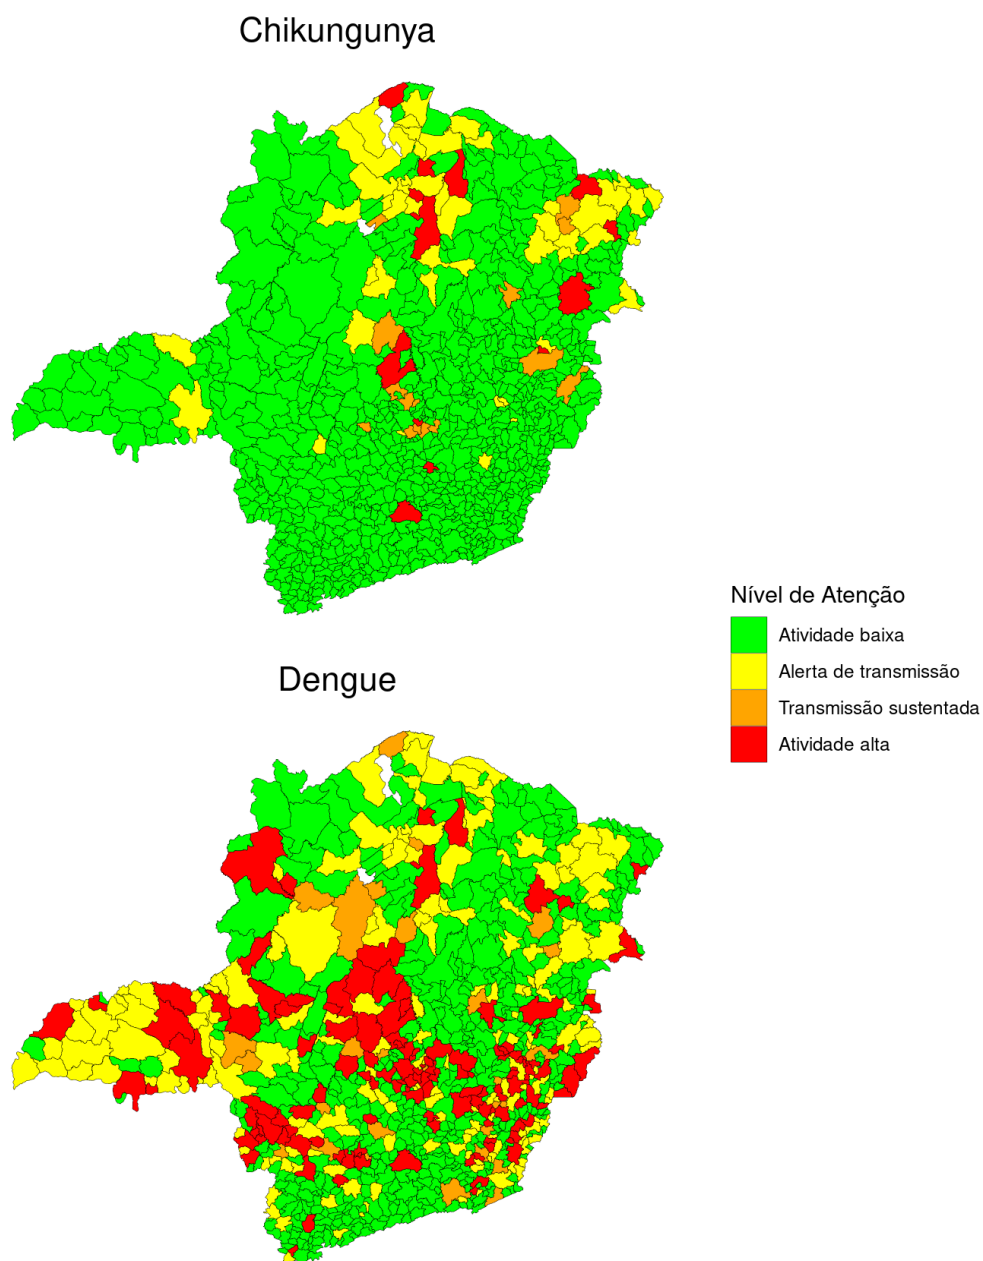 Chikungunya
Nível de Atenção
Atividade baixa
Alerta de transmissão
Transmissão sustentada
Atividade alta
Dengue